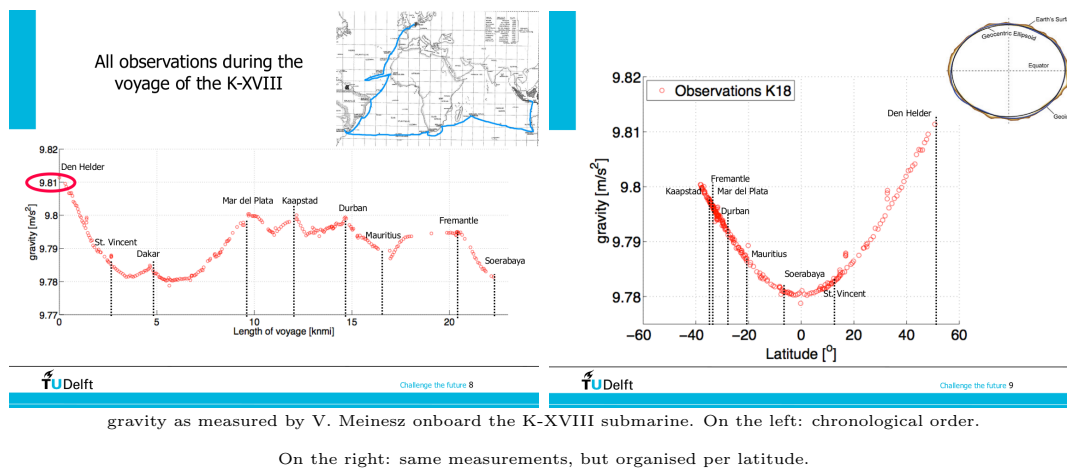 All observations during the
voyage of the K-XVIII
9.82
9.81
9.8
9.79
9.78
9.77
gravity [m/s²]
Den Helder
St. Vincent
Dakar
Mar del Plata
Kaapstad
Durban
Mauritius
Fremantle
Soerabaya
0 5 10 15 20
Length of voyage [knmi]
TUDelft
Challenge the future 8
Earth's Surfa
Geocentric Ellipsoid
Equator
Geoi
9.82
9.81
9.8
9.79
9.78
gravity [m/s²]
Observations K18
Den Helder
Fremantle
Kaapstad
Mar del Plata
Durban
Mauritius
Soerabaya
St. Vincent
−60 −40 −20 0 20 40 60
Latitude [°]
TUDelft
Challenge the future 9
gravity as measured by V. Meinesz onboard the K-XVIII submarine. On the left: chronological order.
On the right: same measurements, but organised per latitude.